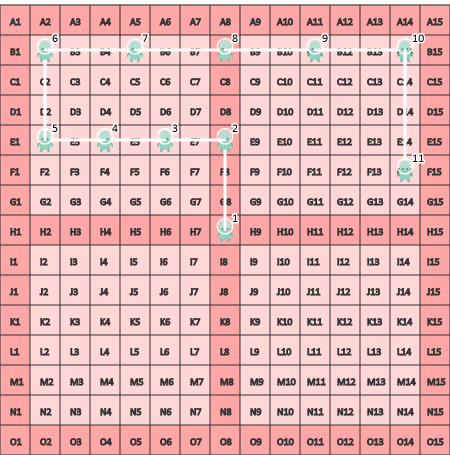 A1 A2 A3 A4 A5 A6 A7 A8 A9 A10 A11 A12 A13 A14 A15
6 7 8 9 10
B1 B3 B4 B6 B7 B9 B10 B12 B13 B15
C1 C2 C3 C4 C5 C6 C7 C8 C9 C10 C11 C12 C13 C14 C15
D1 D2 D3 D4 D5 D6 D7 D8 D9 D10 D11 D12 D13 D14 D15
5 4 3 2
E1 E3 E5 E7 E9 E10 E11 E12 E13 E14 E15
11
F1 F2 F3 F4 F5 F6 F7 F8 F9 F10 F11 F12 F13 F15
G1 G2 G3 G4 G5 G6 G7 G8 G9 G10 G11 G12 G13 G14 G15
1
H1 H2 H3 H4 H5 H6 H7 H9 H10 H11 H12 H13 H14 H15
I1 I2 I3 I4 I5 I6 I7 I8 I9 I10 I11 I12 I13 I14 I15
J1 J2 J3 J4 J5 J6 J7 J8 J9 J10 J11 J12 J13 J14 J15
K1 K2 K3 K4 K5 K6 K7 K8 K9 K10 K11 K12 K13 K14 K15
L1 L2 L3 L4 L5 L6 L7 L8 L9 L10 L11 L12 L13 L14 L15
M1 M2 M3 M4 M5 M6 M7 M8 M9 M10 M11 M12 M13 M14 M15
N1 N2 N3 N4 N5 N6 N7 N8 N9 N10 N11 N12 N13 N14 N15
O1 O2 O3 O4 O5 O6 O7 O8 O9 O10 O11 O12 O13 O14 O15